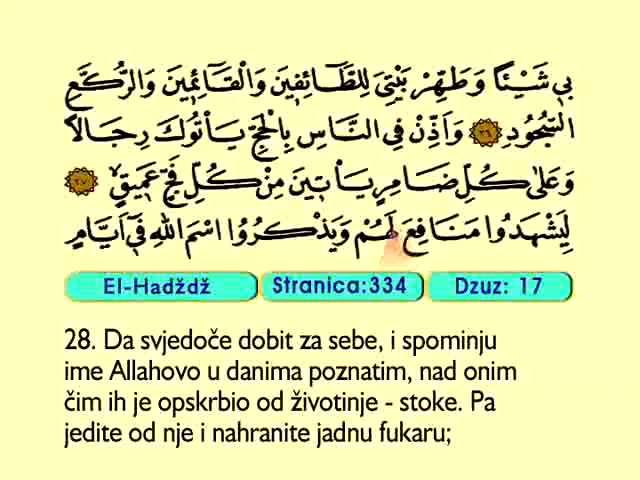 بِي شَيْئًا وَطَهِّرْ بَيْتِيَ لِلطَّائِفِينَ وَالْقَائِمِينَ وَالرُّكَّعِ
السُّجُودِ ﴿٢٦﴾ وَاَذِّنْ فِي النَّاسِ بِالْحَجِّ يَأْتُوكَ رِجَالًا
وَعَلٰى كُلِّ ضَامِرٍ يَأْتِينَ مِنْ كُلِّ فَجٍّ عَمِيقٍ ﴿٢٧﴾
لِيَشْهَدُوا مَنَافِعَ لَهُمْ وَيَذْكُرُوا اسْمَ اللّٰهِ فِي اَيَّامٍ
El-Hadždž Stranica:334 Dzuz: 17
28. Da svjedoče dobit za sebe, i spominju
ime Allahovo u danima poznatim, nad onim
čim ih je opskrbio od životinje - stoke. Pa
jedite od nje i nahranite jadnu fukaru;